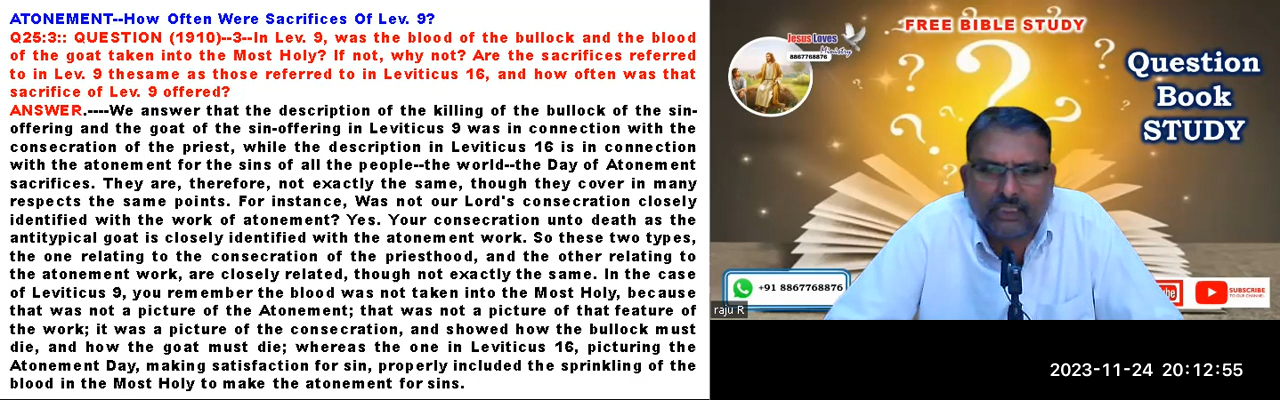 ATONEMENT--How Often Were Sacrifices Of Lev. 9?
Q25:3:: QUESTION (1910)--3--In Lev. 9, was the blood of the bullock and the blood
of the goat taken into the Most Holy? If not, why not? Are the sacrifices referred
to in Lev. 9 thesame as those referred to in Leviticus 16, and how often was that
sacrifice of Lev. 9 offered?
ANSWER.----We answer that the description of the killing of the bullock of the sin-
offering and the goat of the sin-offering in Leviticus 9 was in connection with the
consecration of the priest, while the description in Leviticus 16 is in connection
with the atonement for the sins of all the people--the world--the Day of Atonement
sacrifices. They are, therefore, not exactly the same, though they cover in many
respects the same points. For instance, Was not our Lord's consecration closely
identified with the work of atonement? Yes. Your consecration unto death as the
antitypical goat is closely identified with the atonement work. So these two types,
the one relating to the consecration of the priesthood, and the other relating to
the atonement work, are closely related, though not exactly the same. In the case
of Leviticus 9, you remember the blood was not taken into the Most Holy, because
that was not a picture of the Atonement; that was not a picture of that feature of
the work; it was a picture of the consecration, and showed how the bullock must
die, and how the goat must die; whereas the one in Leviticus 16, picturing the
Atonement Day, making satisfaction for sin, properly included the sprinkling of the
blood in the Most Holy to make the atonement for sins.
FREE BIBLE STUDY
Jesus Loves
Ministry
8867768876
Question
Book
STUDY
+91 8867768876
SUBSCRIBE
TO OUR CHANNEL
raju R
2023-11-24 20:12:55